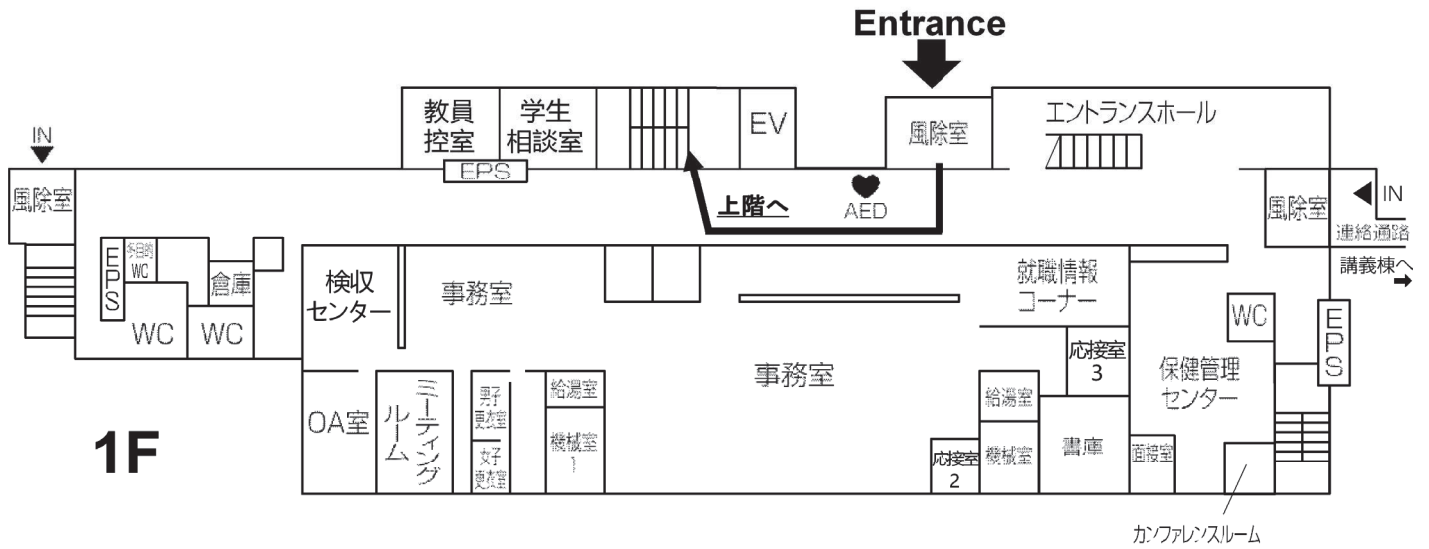 Entrance
教員
控室
学生
相談室
EV
風除室
エントランスホール
IN
EPS
風除室
上階へ
AED
風除室
IN
連絡通路
講義棟へ
EPS
多目的
WC
倉庫
WC
WC
検収
センター
事務室
就職情報
コーナー
WC
EPS
応接室
3
保健管理
センター
事務室
OA室
ミーティング
ルーム
男子
更衣室
女子
更衣室
給湯室
機械室
1
給湯室
機械室
応接室
2
書庫
面接室
1F
カンファレンスルーム